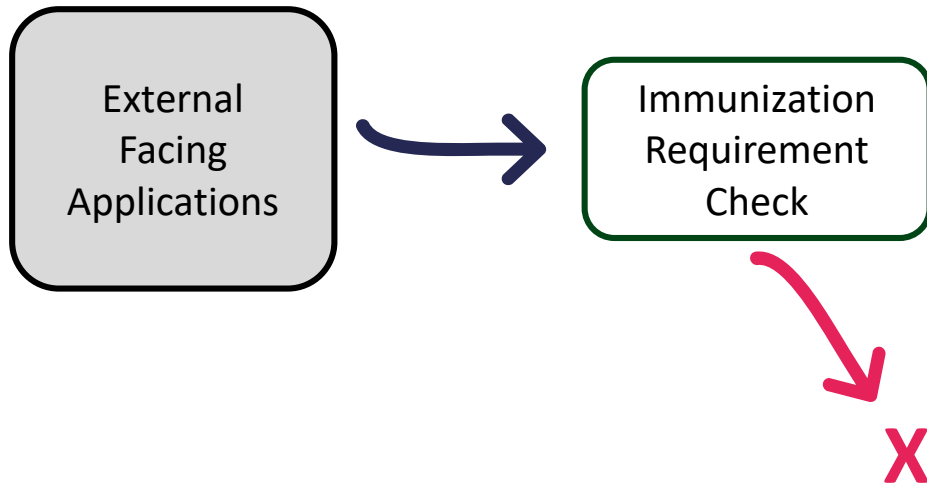 External
Facing
Applications
Immunization
Requirement
Check
X